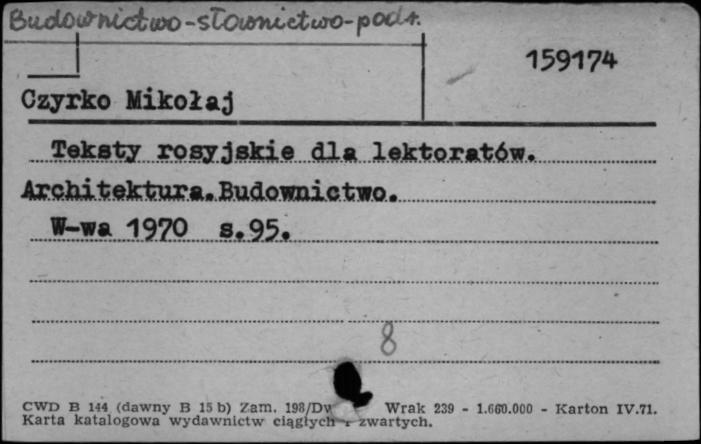 Budownictwo-słownictwo-podr.
159174
Czyrko Mikołaj
Teksty rosyjskie dla lektoratów.
Architektura.Budownictwo.
W-wa 1970 s.95.
8
CWD B 144 (dawny B 15 b) Zam. 198/Dw Wrak 239 - 1.660.000 - Karton IV.71.
Karta katalogowa wydawnictw ciągłych i zwartych.